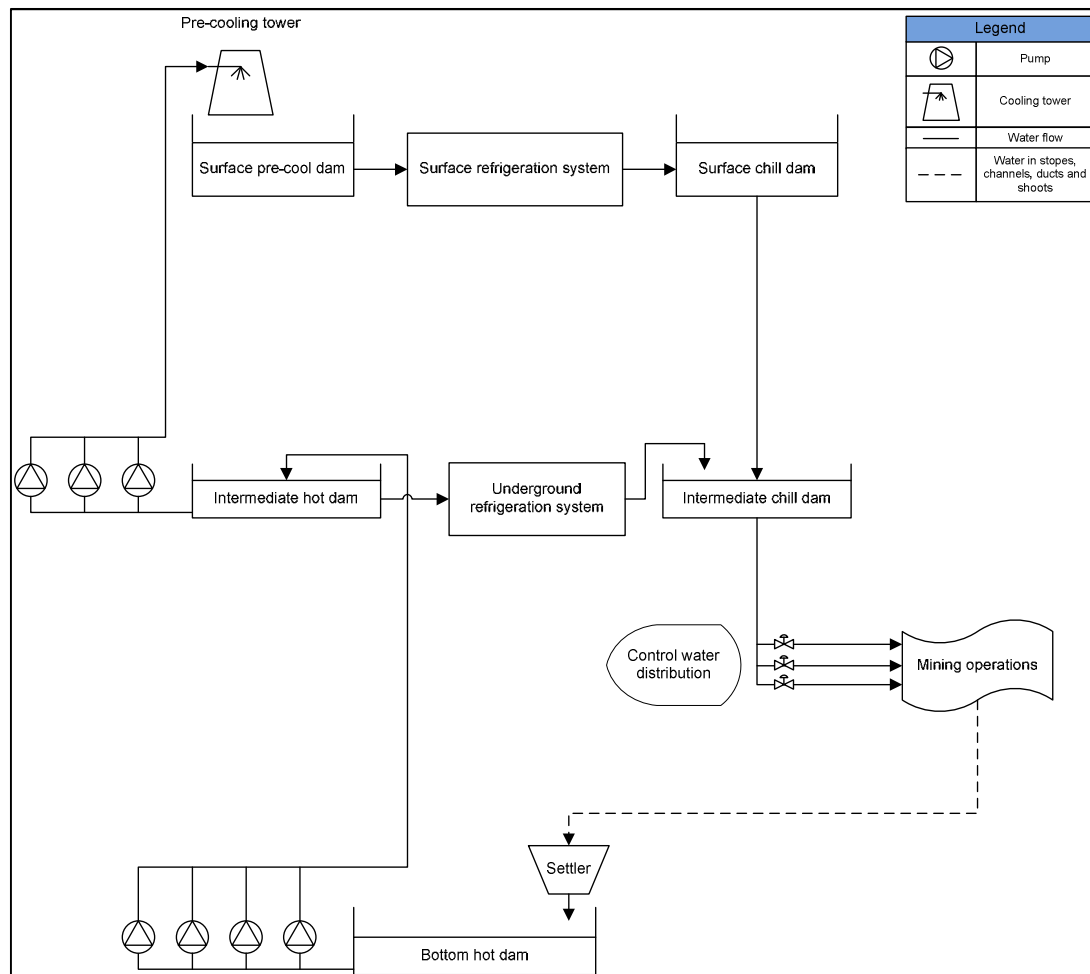 Pre-cooling tower
Legend
Pump
Cooling tower
Water flow
Water in stopes,
channels, ducts and
shoots
Surface pre-cool dam
Surface refrigeration system
Surface chill dam
Intermediate hot dam
Underground
refrigeration system
Intermediate chill dam
Control water
distribution
Mining operations
Settler
Bottom hot dam